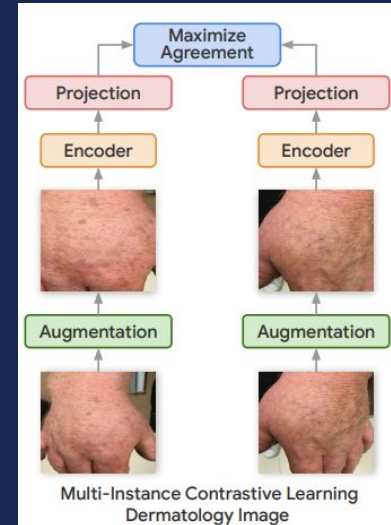 Maximize
Agreement
Projection
Projection
Encoder
Encoder
Augmentation
Augmentation
Multi-Instance Contrastive Learning
Dermatology Image